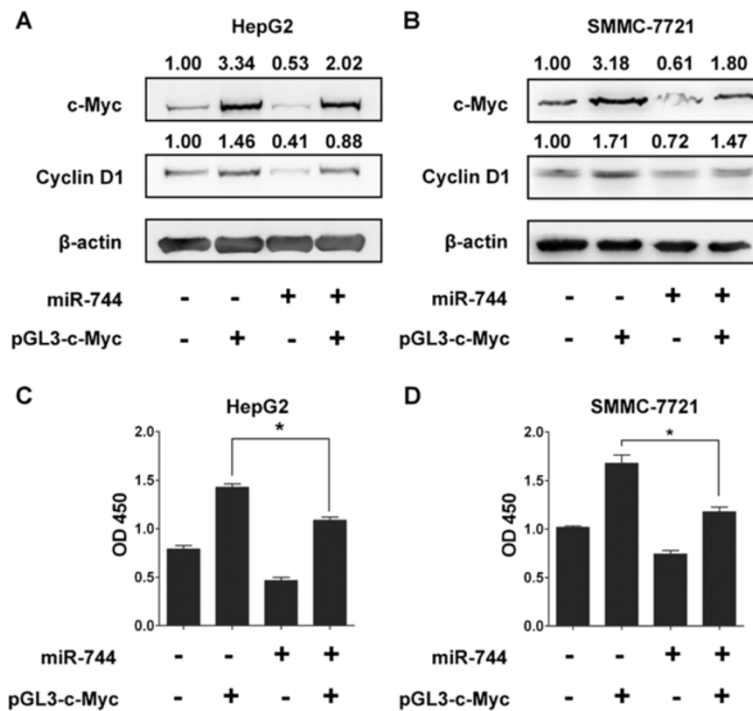 A
HepG2
1.00 3.34 0.53 2.02
c-Myc
1.00 1.46 0.41 0.88
Cyclin D1
β-actin
miR-744 - - + +
pGL3-c-Myc - + - +
B
SMMC-7721
1.00 3.18 0.61 1.80
c-Myc
1.00 1.71 0.72 1.47
Cyclin D1
β-actin
miR-744 - - + +
pGL3-c-Myc - + - +
C
HepG2
*
2.0
1.5
1.0
0.5
0.0
OD 450
miR-744 - - + +
pGL3-c-Myc - + - +
D
SMMC-7721
*
2.0
1.5
1.0
0.5
0.0
OD 450
miR-744 - - + +
pGL3-c-Myc - + - +